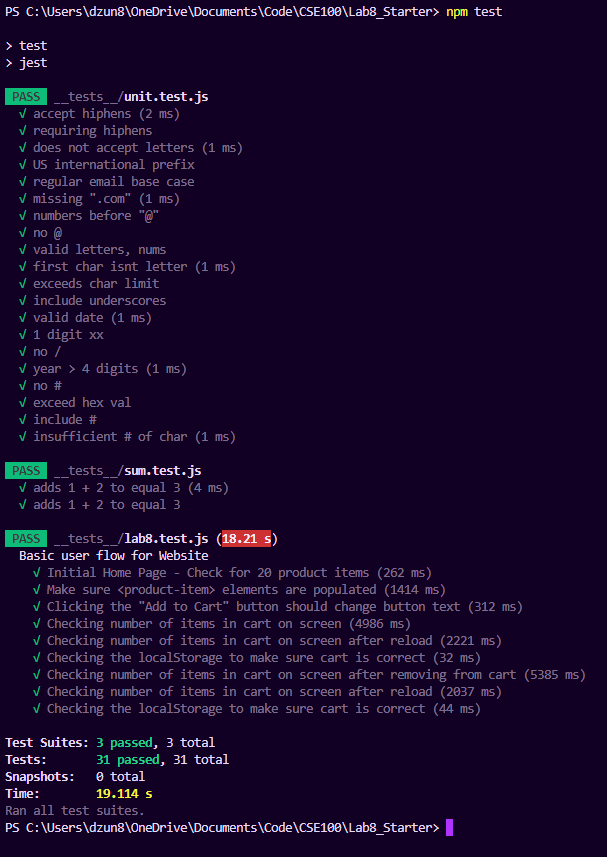 PS C:\Users\dzun8\OneDrive\Documents\Code\CSE100\Lab8_Starter> npm test
> test
> jest
PASS __tests__/unit.test.js
√ accept hiphens (2 ms)
√ requiring hiphens
√ does not accept letters (1 ms)
√ US international prefix
√ regular email base case
√ missing ".com" (1 ms)
√ numbers before "@"
√ no @
√ valid letters, nums
√ first char isnt letter (1 ms)
√ exceeds char limit
√ include underscores
√ valid date (1 ms)
√ 1 digit xx
√ no /
√ year > 4 digits (1 ms)
√ no #
√ exceed hex val
√ include #
√ insufficient # of char (1 ms)
PASS __tests__/sum.test.js
√ adds 1 + 2 to equal 3 (4 ms)
√ adds 1 + 2 to equal 3
PASS __tests__/lab8.test.js (18.21 s)
Basic user flow for Website
√ Initial Home Page - Check for 20 product items (262 ms)
√ Make sure <product-item> elements are populated (1414 ms)
√ Clicking the "Add to Cart" button should change button text (312 ms)
√ Checking number of items in cart on screen (4986 ms)
√ Checking number of items in cart on screen after reload (2221 ms)
√ Checking the localStorage to make sure cart is correct (32 ms)
√ Checking number of items in cart on screen after removing from cart (5385 ms)
√ Checking number of items in cart on screen after reload (2037 ms)
√ Checking the localStorage to make sure cart is correct (44 ms)
Test Suites: 3 passed, 3 total
Tests: 31 passed, 31 total
Snapshots: 0 total
Time: 19.114 s
Ran all test suites.
PS C:\Users\dzun8\OneDrive\Documents\Code\CSE100\Lab8_Starter>